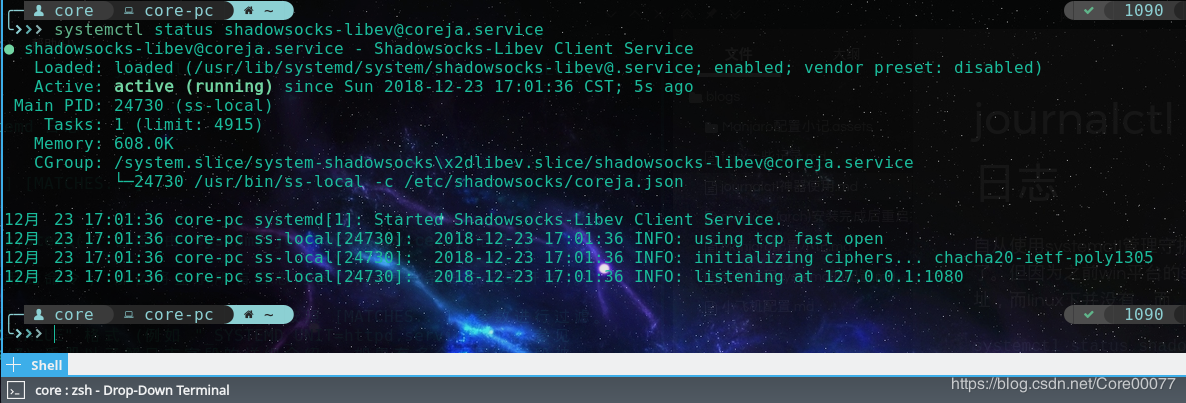 core core-pc ~ 1090
systemctl status shadowsocks-libev@coreja.service
● shadowsocks-libev@coreja.service - Shadowsocks-Libev Client Service
Loaded: loaded (/usr/lib/systemd/system/shadowsocks-libev@.service; enabled; vendor preset: disabled)
Active: active (running) since Sun 2018-12-23 17:01:36 CST; 5s ago
Main PID: 24730 (ss-local)
Tasks: 1 (limit: 4915)
Memory: 608.0K
CGroup: /system.slice/system-shadowsocks\x2dlibev.slice/shadowsocks-libev@coreja.service
└─24730 /usr/bin/ss-local -c /etc/shadowsocks/coreja.json
journalctl
日志
12月 23 17:01:36 core-pc systemd[1]: Started Shadowsocks-Libev Client Service.
12月 23 17:01:36 core-pc ss-local[24730]: 2018-12-23 17:01:36 INFO: using tcp fast open
12月 23 17:01:36 core-pc ss-local[24730]: 2018-12-23 17:01:36 INFO: initializing ciphers... chacha20-ietf-poly1305
12月 23 17:01:36 core-pc ss-local[24730]: 2018-12-23 17:01:36 INFO: listening at 127.0.0.1:1080
core core-pc ~ 1090
Shell
core : zsh - Drop-Down Terminal
https://blog.csdn.net/Core00077